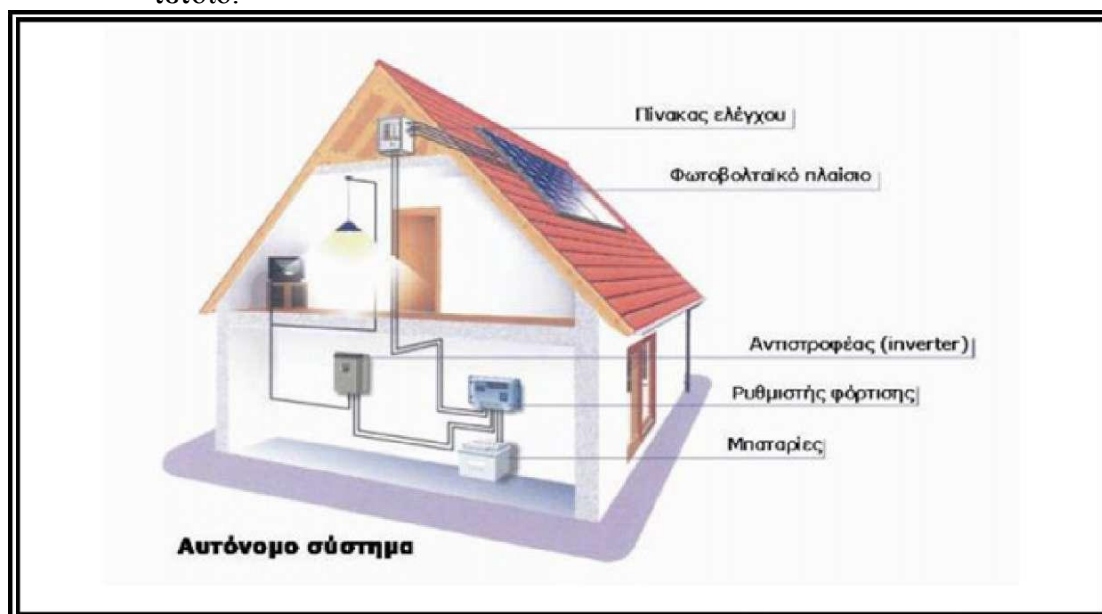 Πίνακας ελέγχου
Φωτοβολταϊκό πλαίσιο
Αντιστροφέας (inverter)
Ρυθμιστής φόρτισης
Μπαταρίες
Αυτόνομο σύστημα